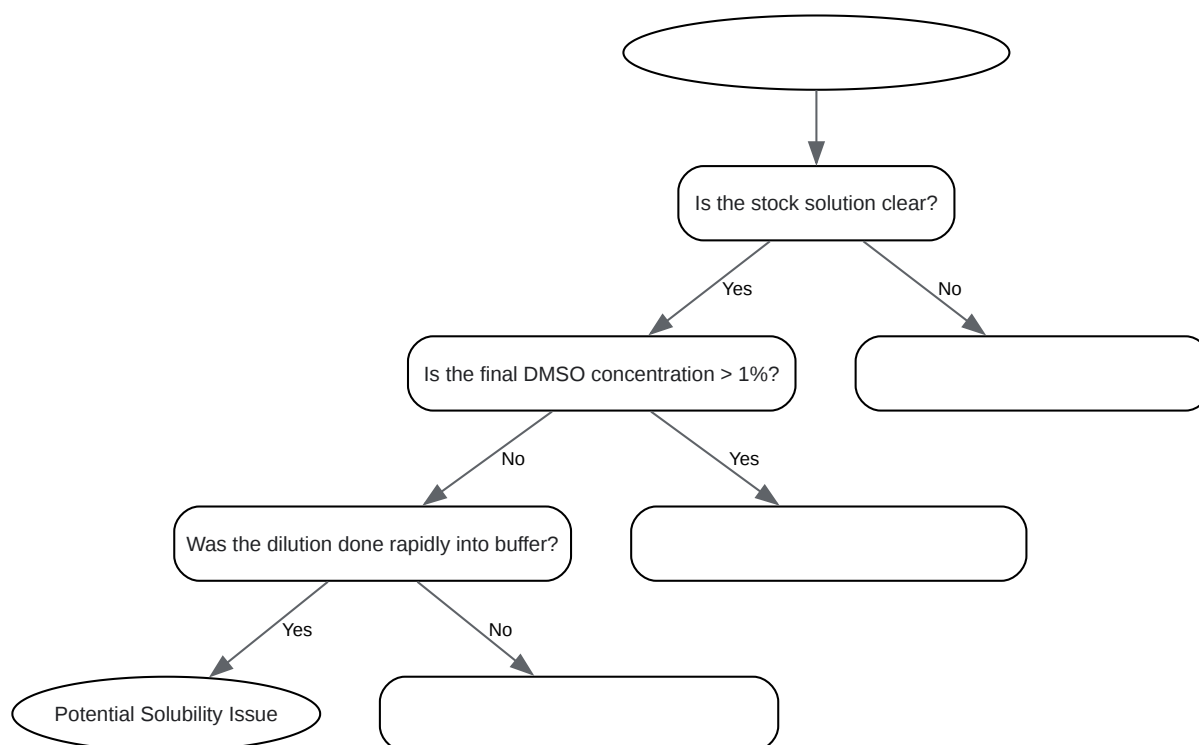 Is the stock solution clear?
Yes
No
Is the final DMSO concentration > 1%?
No
Yes
Was the dilution done rapidly into buffer?
Yes
No
Potential Solubility Issue